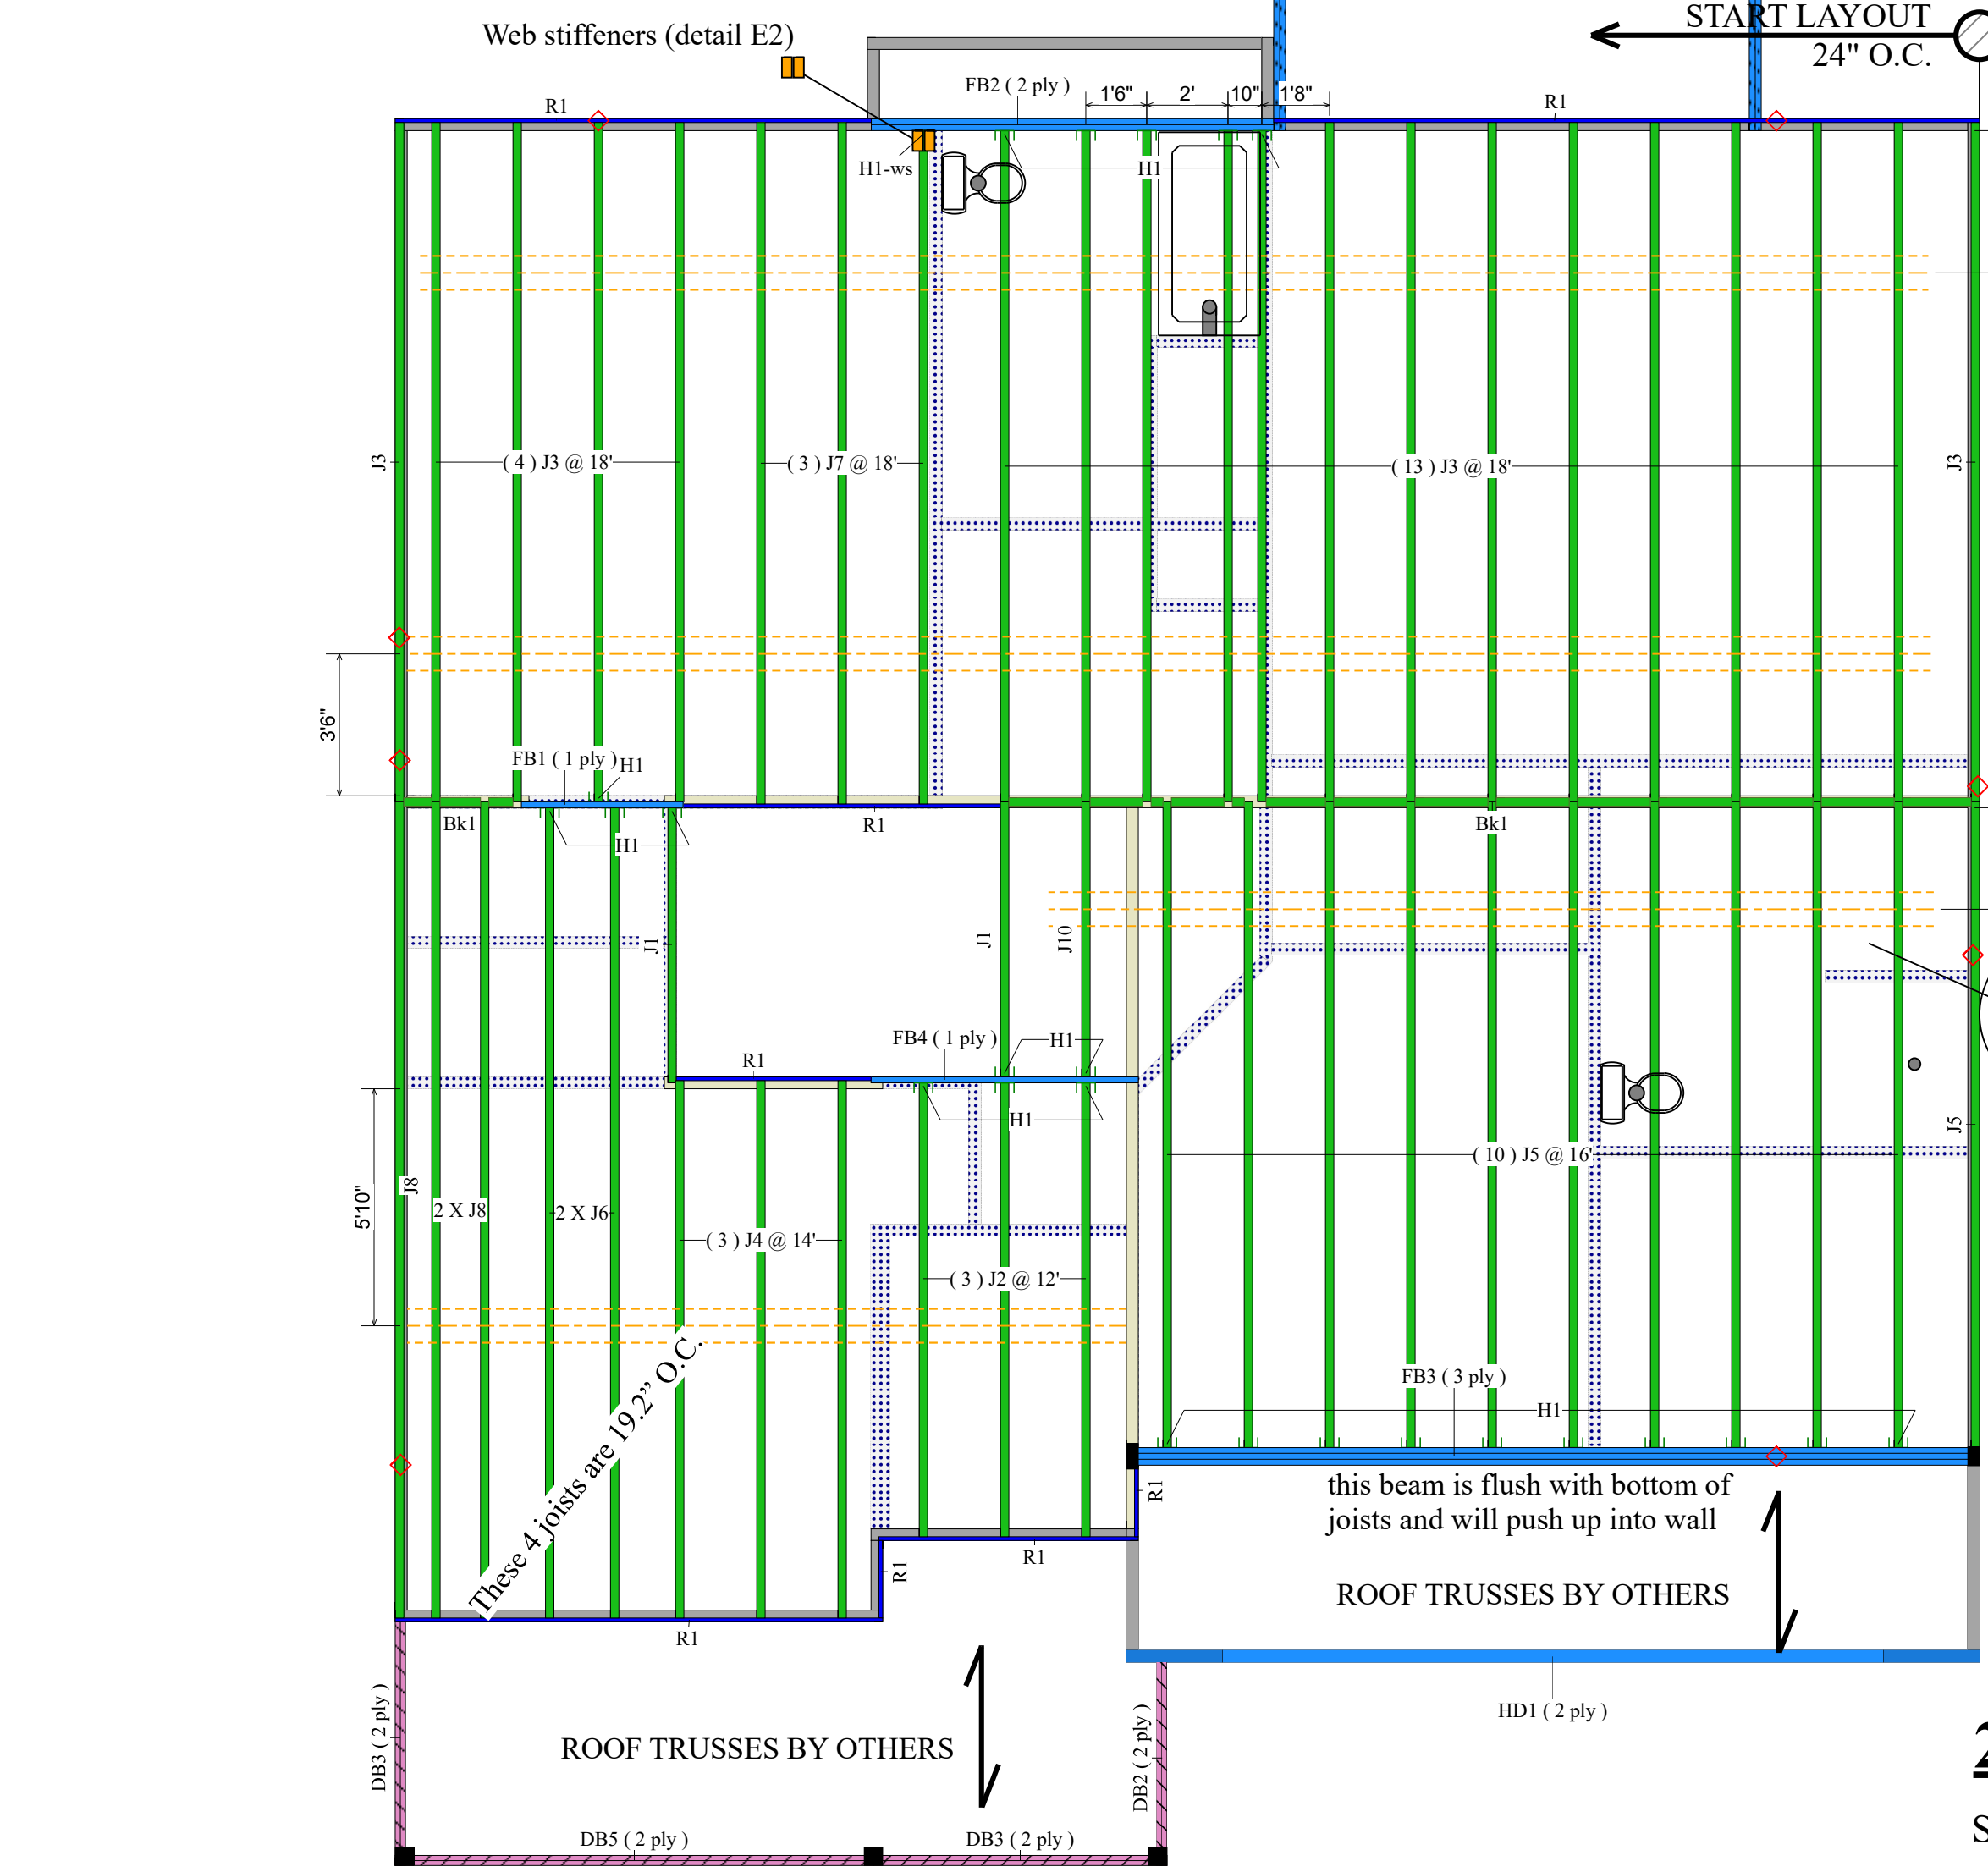 START LAYOUT
24" O.C.
Web stiffeners (detail E2)
FB2 ( 2 ply )
1'6"
2'
10"
1'8"
R1
R1
H1-ws
H1
J3
( 4 ) J3 @ 18'
( 3 ) J7 @ 18'
( 13 ) J3 @ 18'
J3
3'6"
FB1 ( 1 ply )
H1
Bk1
R1
Bk1
H1
J1
J1
J10
FB4 ( 1 ply )
H1
R1
H1
J5
( 10 ) J5 @ 16'
5'10"
J8
2 X J8
2 X J6
( 3 ) J4 @ 14'
( 3 ) J2 @ 12'
These 4 joists are 19.2” O.C.
FB3 ( 3 ply )
H1
this beam is flush with bottom of
joists and will push up into wall
R1
R1
R1
ROOF TRUSSES BY OTHERS
R1
HD1 ( 2 ply )
DB3 ( 2 ply )
ROOF TRUSSES BY OTHERS
DB2 ( 2 ply )
DB5 ( 2 ply )
DB3 ( 2 ply )